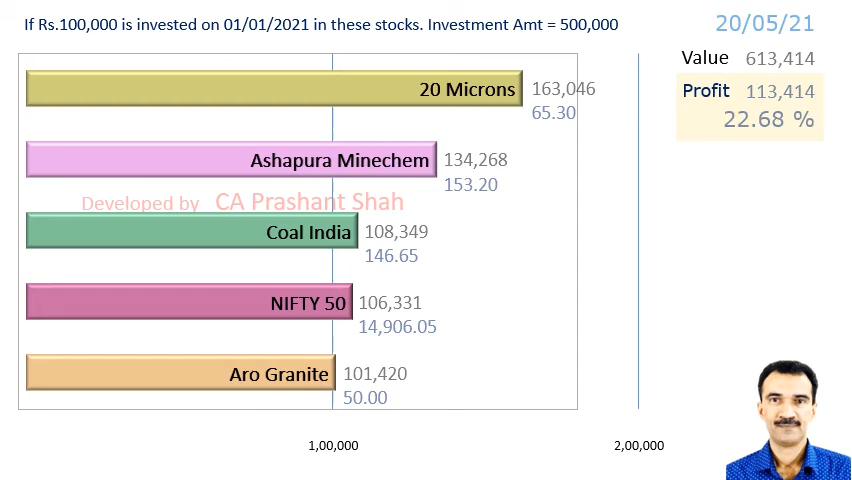 If Rs.100,000 is invested on 01/01/2021 in these stocks. Investment Amt = 500,000
20/05/21
Value 613,414
Profit 113,414
22.68 %
20 Microns 163,046
65.30
Ashapura Minechem 134,268
153.20
Developed by CA Prashant Shah
Coal India 108,349
146.65
NIFTY 50 106,331
14,906.05
Aro Granite 101,420
50.00
1,00,000 2,00,000